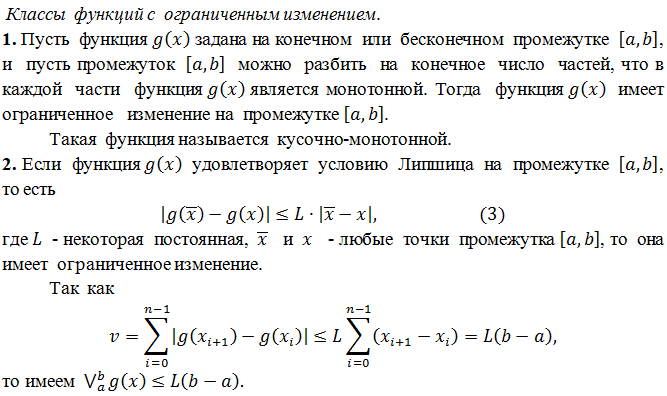 Классы функций с ограниченным изменением.
1. Пусть функция g(x) задана на конечном или бесконечном промежутке [a, b],
и пусть промежуток [a, b] можно разбить на конечное число частей, что в
каждой части функция g(x) является монотонной. Тогда функция g(x) имеет
ограниченное изменение на промежутке [a, b].
Такая функция называется кусочно-монотонной.
2. Если функция g(x) удовлетворяет условию Липшица на промежутке [a, b],
то есть
|g(x̅) − g(x)| ≤ L ∙ |x̅ − x|, (3)
где L - некоторая постоянная, x̅ и x - любые точки промежутка [a, b], то она
имеет ограниченное изменение.
Так как
v = ∑_{i=0}^{n−1} |g(x_{i+1}) − g(x_i)| ≤ L ∑_{i=0}^{n−1} (x_{i+1} − x_i) = L(b − a),
то имеем ⋁_a^b g(x) ≤ L(b − a).